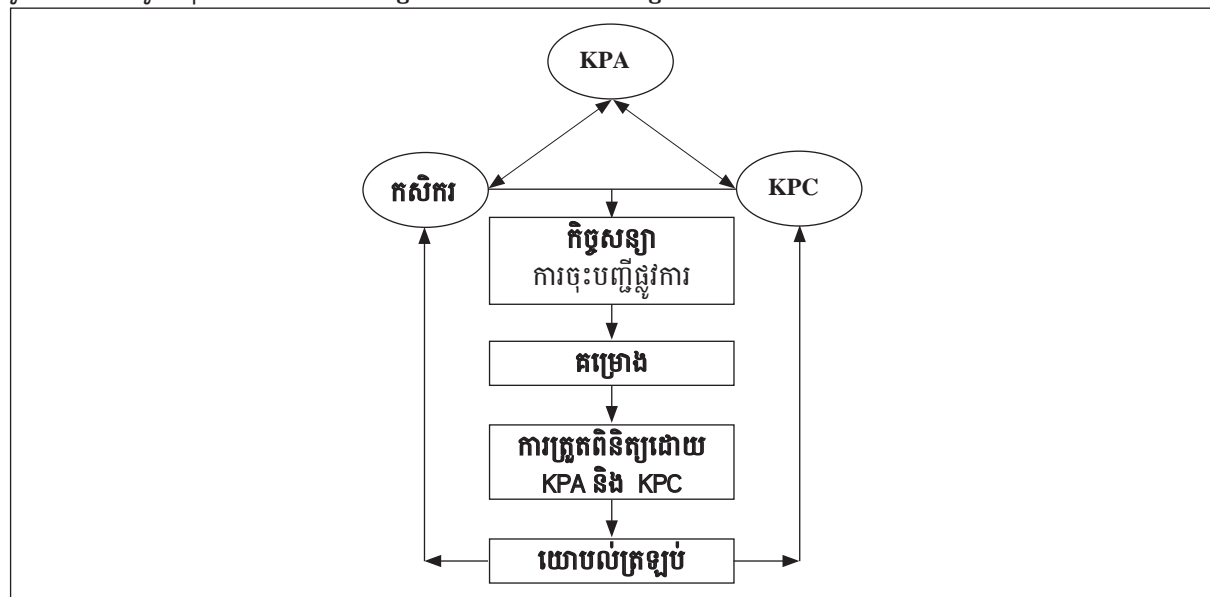 KPA
កសិករ
KPC
កិច្ចសន្យា
ការចុះបញ្ជីផ្លូវការ
គម្រោង
ការត្រួតពិនិត្យដោយ
KPA និង KPC
យោបល់ត្រឡប់